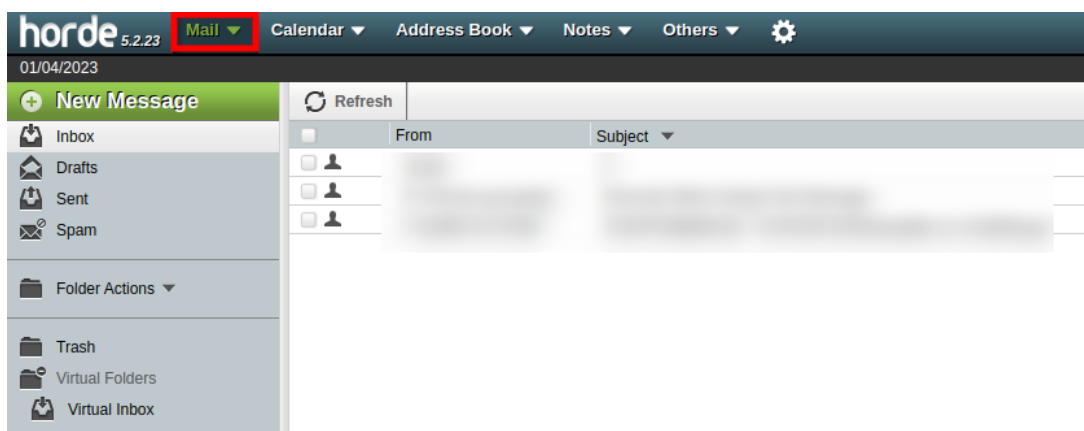 horde 5.2.23 Mail Calendar Address Book Notes Others
01/04/2023
New Message
Refresh
Inbox
From Subject
Drafts
Sent
Spam
Folder Actions
Trash
Virtual Folders
Virtual Inbox